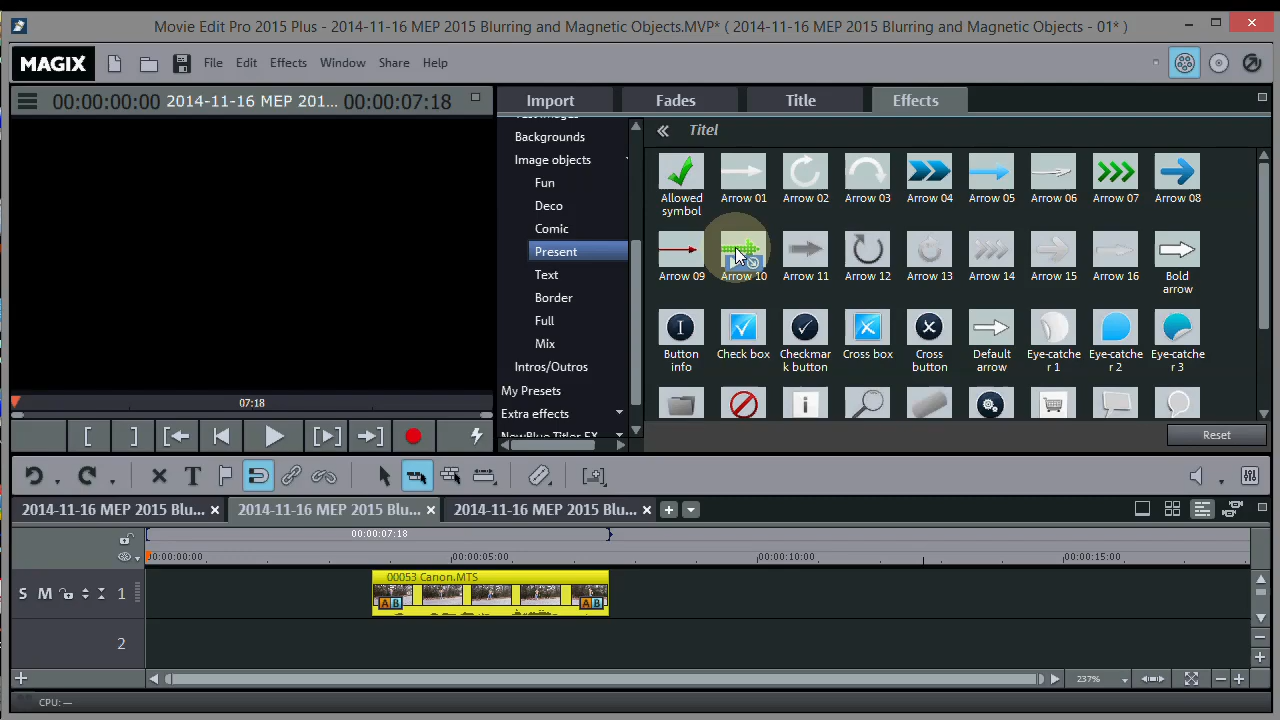 Movie Edit Pro 2015 Plus - 2014-11-16 MEP 2015 Blurring and Magnetic Objects.MVP* ( 2014-11-16 MEP 2015 Blurring and Magnetic Objects - 01* )
MAGIX File Edit Effects Window Share Help
00:00:00:00 2014-11-16 MEP 201... 00:00:07:18
Import Fades Title Effects
Backgrounds
Image objects
Fun
Deco
Comic
Present
Text
Border
Full
Mix
Intros/Outros
My Presets
Extra effects
NewBlue Titler EX
Titel
Allowed symbol Arrow 01 Arrow 02 Arrow 03 Arrow 04 Arrow 05 Arrow 06 Arrow 07 Arrow 08
Arrow 09 Arrow 10 Arrow 11 Arrow 12 Arrow 13 Arrow 14 Arrow 15 Arrow 16 Bold arrow
Button info Check box Checkmark button Cross box Cross button Default arrow Eye-catcher 1 Eye-catcher 2 Eye-catcher 3
Reset
07:18
2014-11-16 MEP 2015 Blu... 2014-11-16 MEP 2015 Blu... 2014-11-16 MEP 2015 Blu...
00:00:07:18
00:00:00:00 00:00:05:00 00:00:10:00 00:00:15:00
00053 Canon.MTS
S M 1
A B A B
2
237%
CPU: —